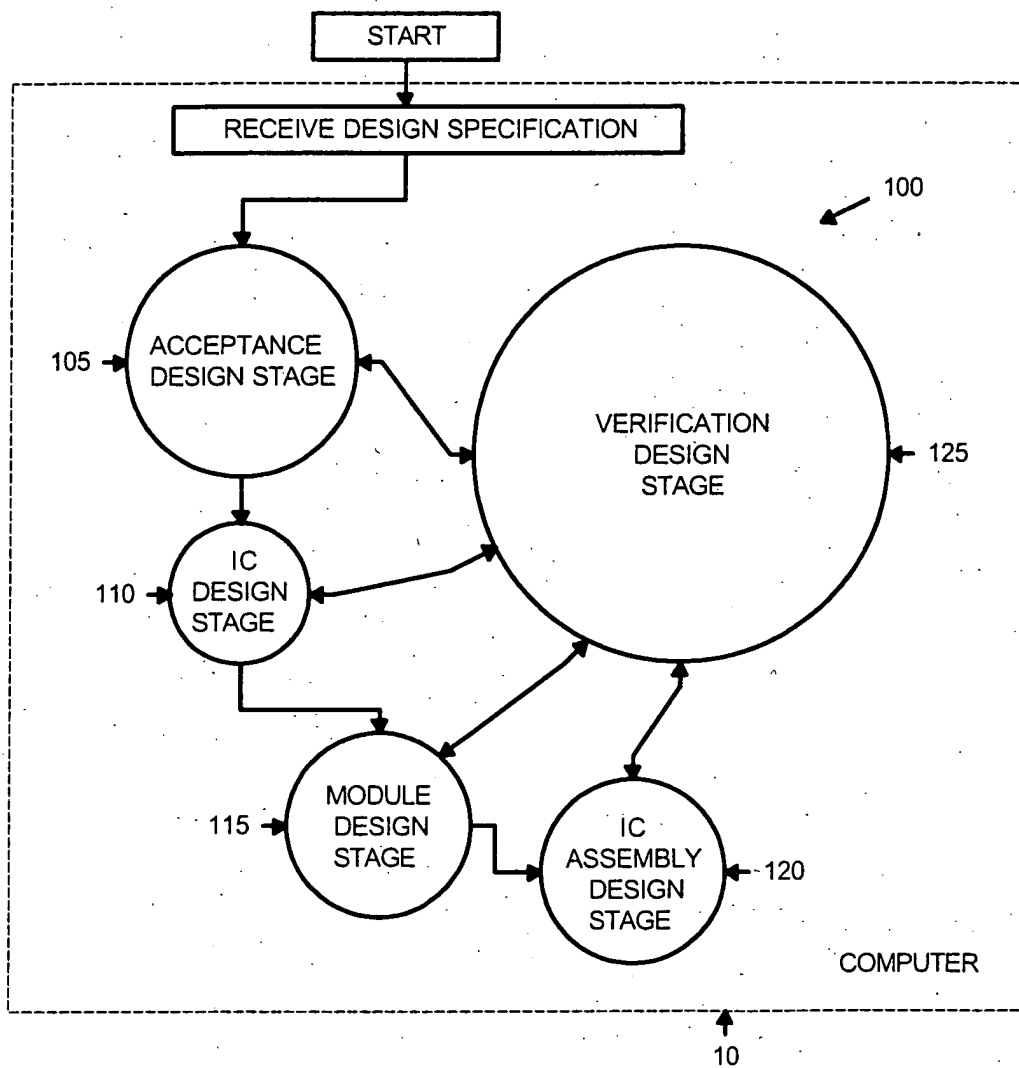 START
RECEIVE DESIGN SPECIFICATION
100
ACCEPTANCE
DESIGN STAGE
105
VERIFICATION
DESIGN
STAGE
125
IC
DESIGN
STAGE
110
MODULE
DESIGN
STAGE
115
IC
ASSEMBLY
DESIGN
STAGE
120
COMPUTER
10